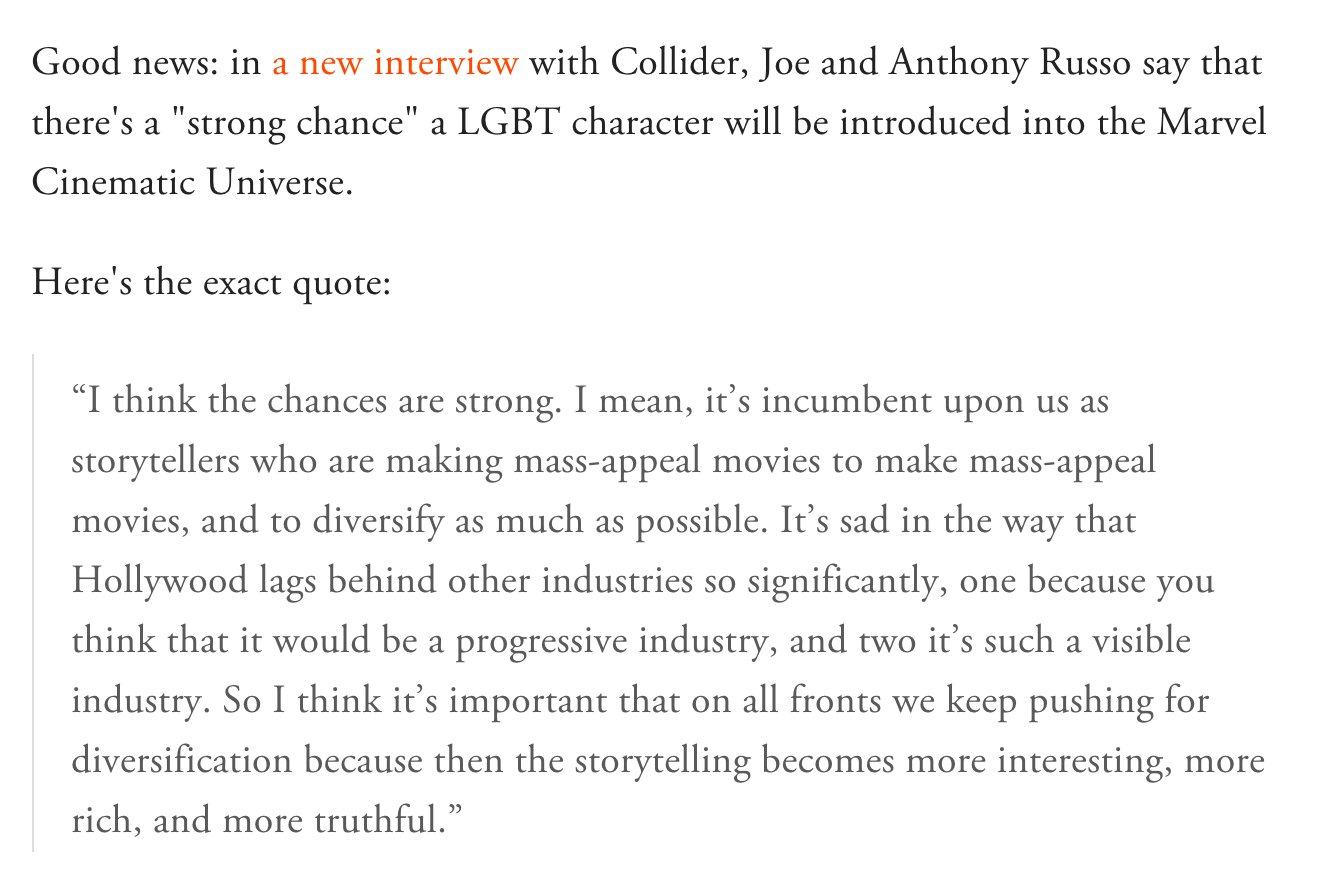 Good news: in a new interview with Collider, Joe and Anthony Russo say that
there's a "strong chance" a LGBT character will be introduced into the Marvel
Cinematic Universe.
Here's the exact quote:
“I think the chances are strong. I mean, it’s incumbent upon us as
storytellers who are making mass-appeal movies to make mass-appeal
movies, and to diversify as much as possible. It’s sad in the way that
Hollywood lags behind other industries so significantly, one because you
think that it would be a progressive industry, and two it’s such a visible
industry. So I think it’s important that on all fronts we keep pushing for
diversification because then the storytelling becomes more interesting, more
rich, and more truthful.”